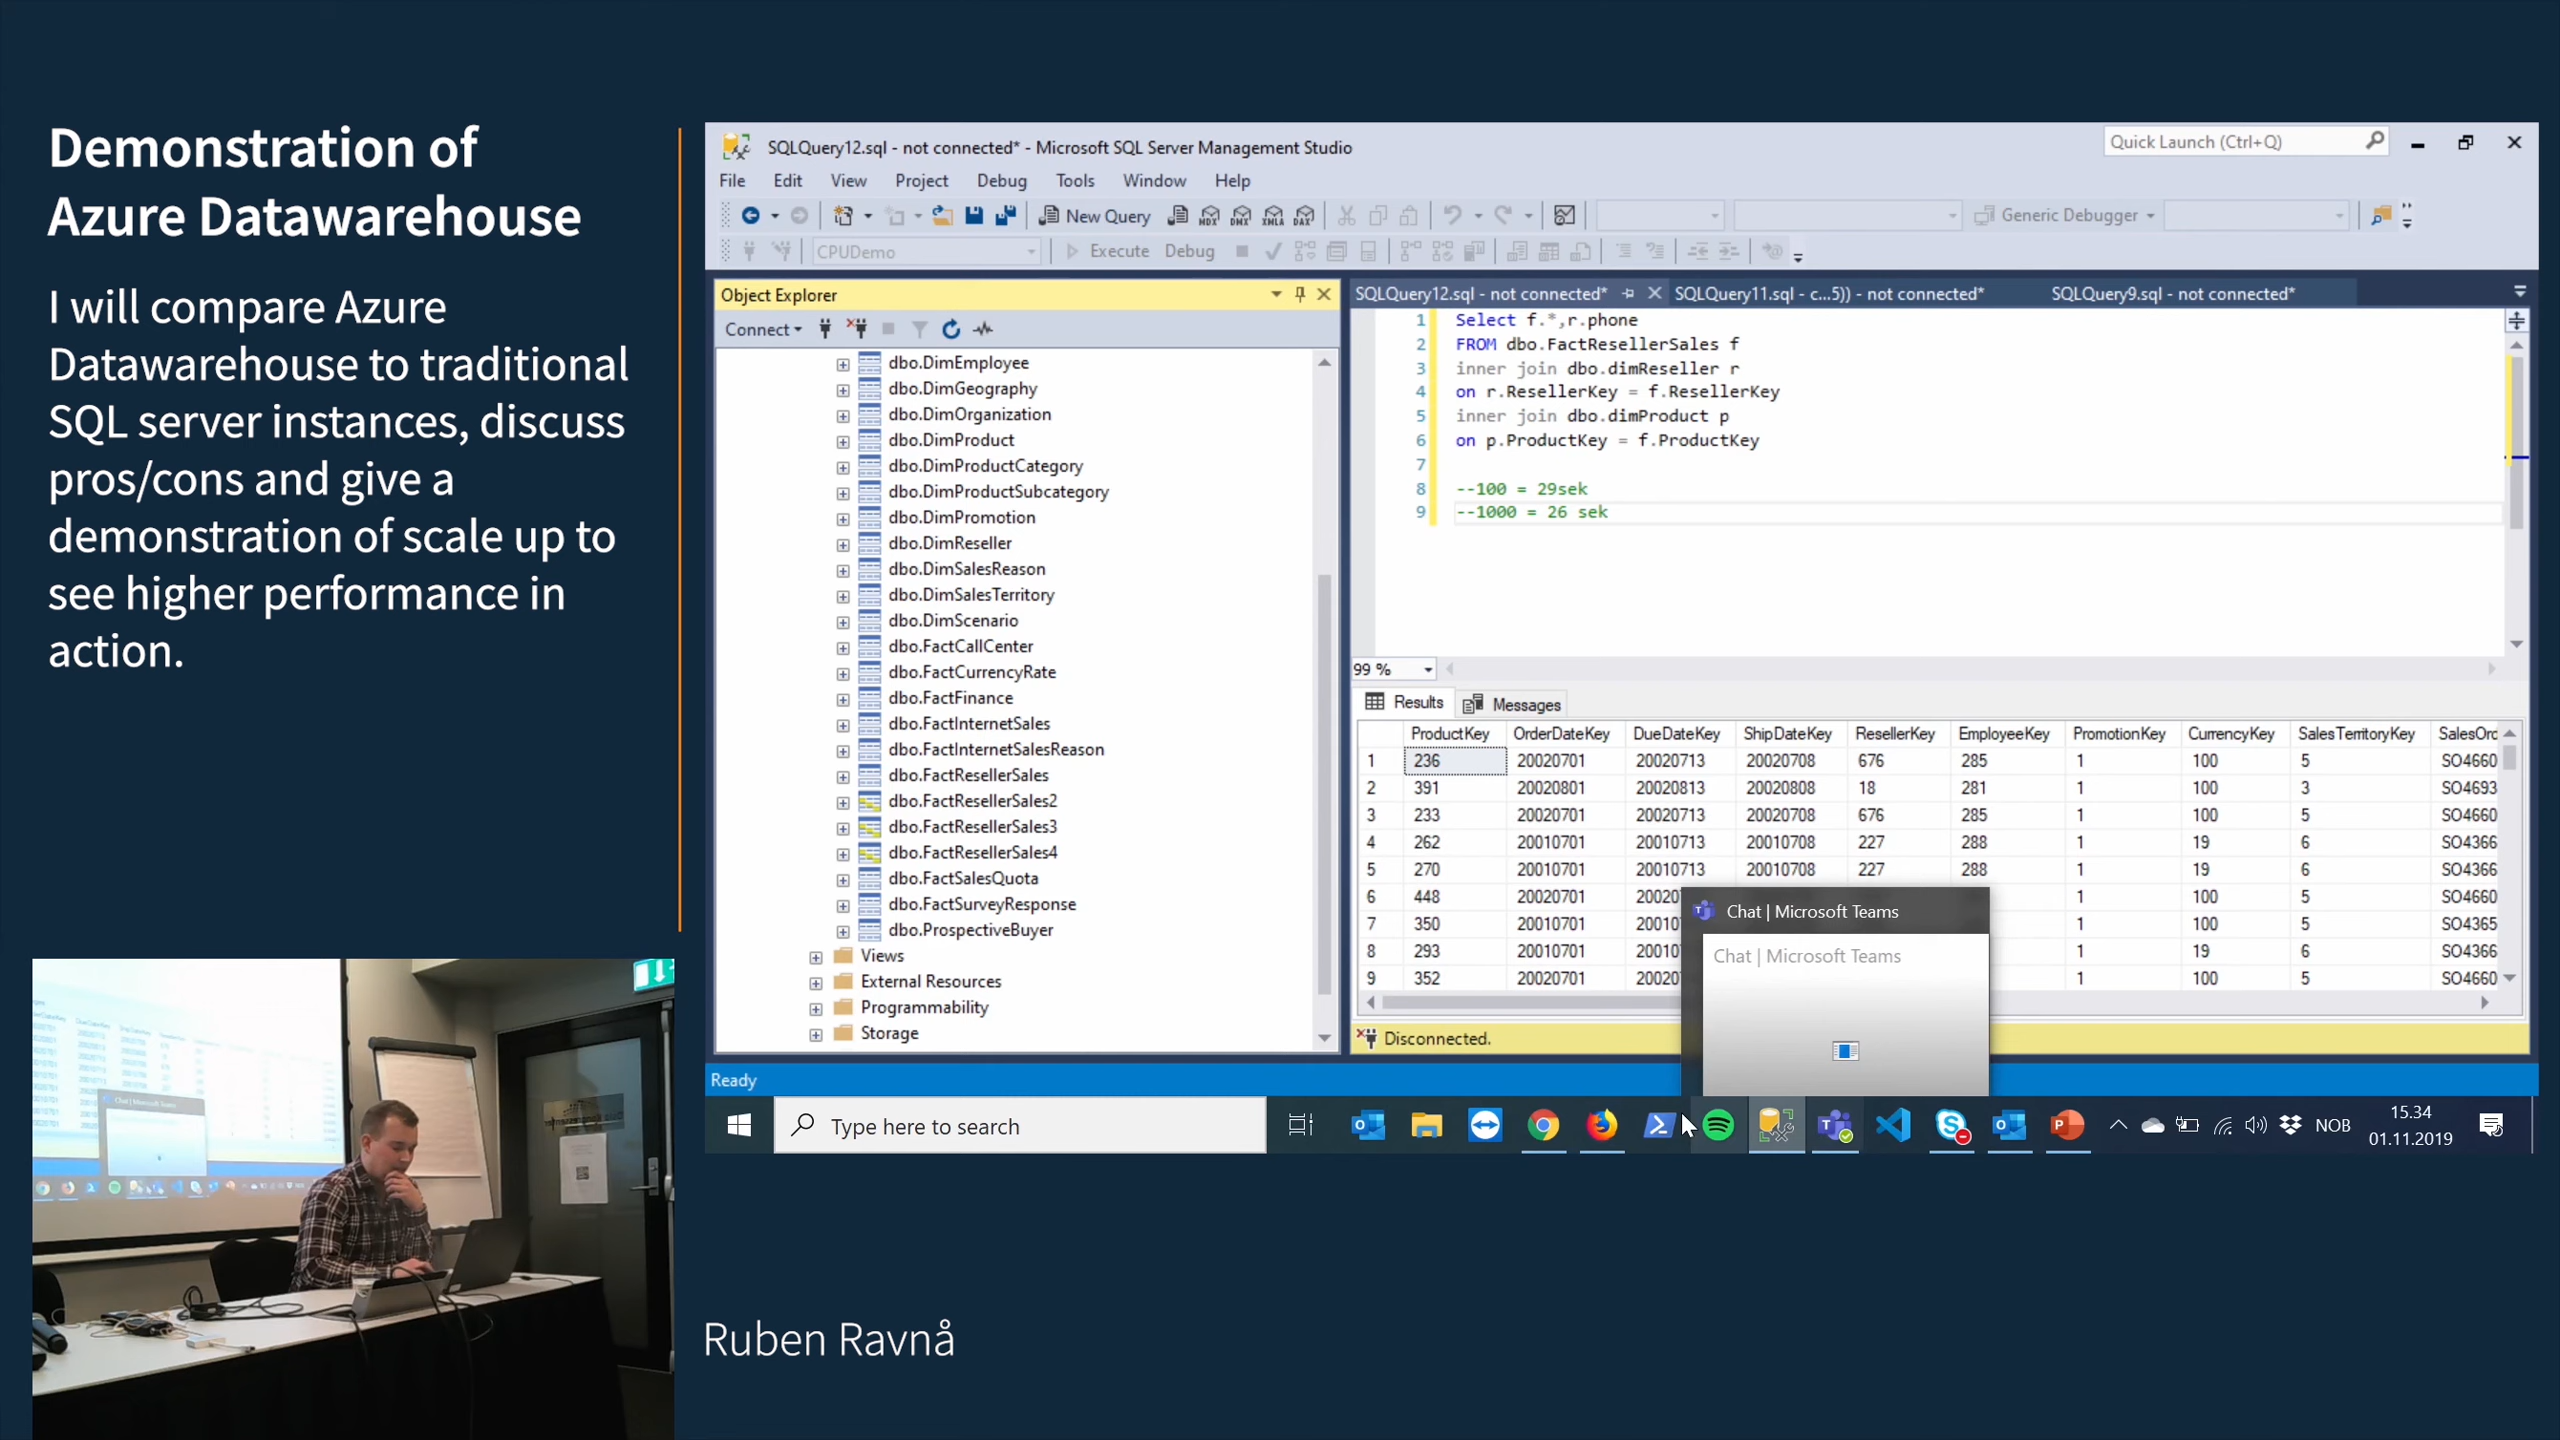 Demonstration of
Azure Datawarehouse
I will compare Azure
Datawarehouse to traditional
SQL server instances, discuss
pros/cons and give a
demonstration of scale up to
see higher performance in
action.
SQLQuery12.sql - not connected* - Microsoft SQL Server Management Studio
Quick Launch (Ctrl+Q)
File Edit View Project Debug Tools Window Help
New Query Generic Debugger
CPUDemo Execute Debug
Object Explorer
Connect
dbo.DimEmployee
dbo.DimGeography
dbo.DimOrganization
dbo.DimProduct
dbo.DimProductCategory
dbo.DimProductSubcategory
dbo.DimPromotion
dbo.DimReseller
dbo.DimSalesReason
dbo.DimSalesTerritory
dbo.DimScenario
dbo.FactCallCenter
dbo.FactCurrencyRate
dbo.FactFinance
dbo.FactInternetSales
dbo.FactInternetSalesReason
dbo.FactResellerSales
dbo.FactResellerSales2
dbo.FactResellerSales3
dbo.FactResellerSales4
dbo.FactSalesQuota
dbo.FactSurveyResponse
dbo.ProspectiveBuyer
Views
External Resources
Programmability
Storage
SQLQuery12.sql - not connected* SQLQuery11.sql - c...5)) - not connected* SQLQuery9.sql - not connected*
1 Select f.*,r.phone
2 FROM dbo.FactResellerSales f
3 inner join dbo.dimReseller r
4 on r.ResellerKey = f.ResellerKey
5 inner join dbo.dimProduct p
6 on p.ProductKey = f.ProductKey
7
8 --100 = 29sek
9 --1000 = 26 sek
99 %
Results Messages
ProductKey OrderDateKey DueDateKey ShipDateKey ResellerKey EmployeeKey PromotionKey CurrencyKey SalesTerritoryKey SalesOrd
1 236 20020701 20020713 20020708 676 285 1 100 5 SO4660
2 391 20020801 20020813 20020808 18 281 1 100 3 SO4693
3 233 20020701 20020713 20020708 676 285 1 100 5 SO4660
4 262 20010701 20010713 20010708 227 288 1 19 6 SO4366
5 270 20010701 20010713 20010708 227 288 1 19 6 SO4366
6 448 20020701 20020 1 100 5 SO4660
7 350 20010701 20010 1 100 5 SO4365
8 293 20010701 20010 1 19 6 SO4366
9 352 20020701 20020 1 100 5 SO4660
Chat | Microsoft Teams
Chat | Microsoft Teams
Disconnected.
Ready
Type here to search
NOB
15.34
01.11.2019
Ruben Ravnå